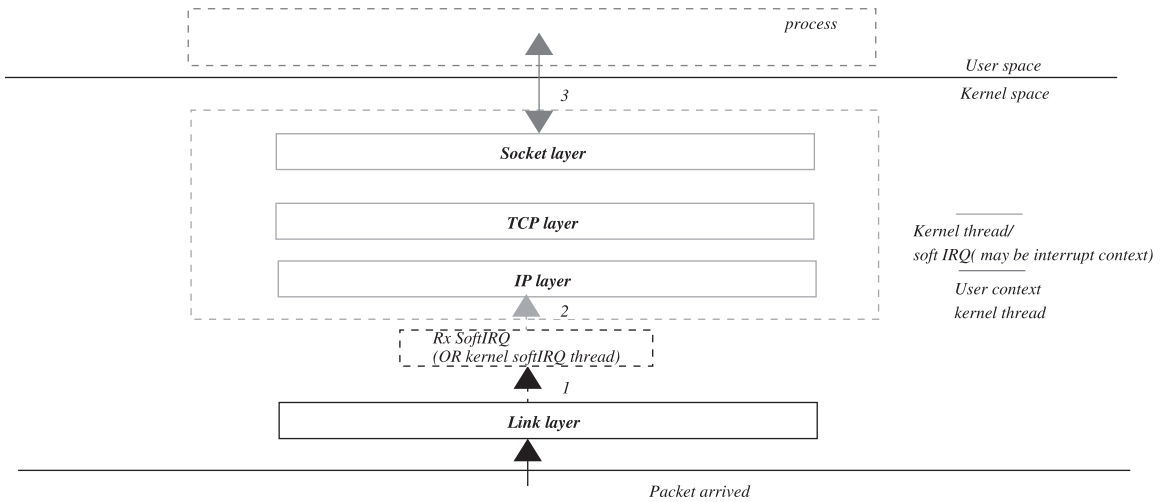 process
User space
Kernel space
3
Socket layer
TCP layer
Kernel thread/
soft IRQ( may be interrupt context)
IP layer
User context
kernel thread
2
Rx SoftIRQ
(OR kernel softIRQ thread)
1
Link layer
Packet arrived